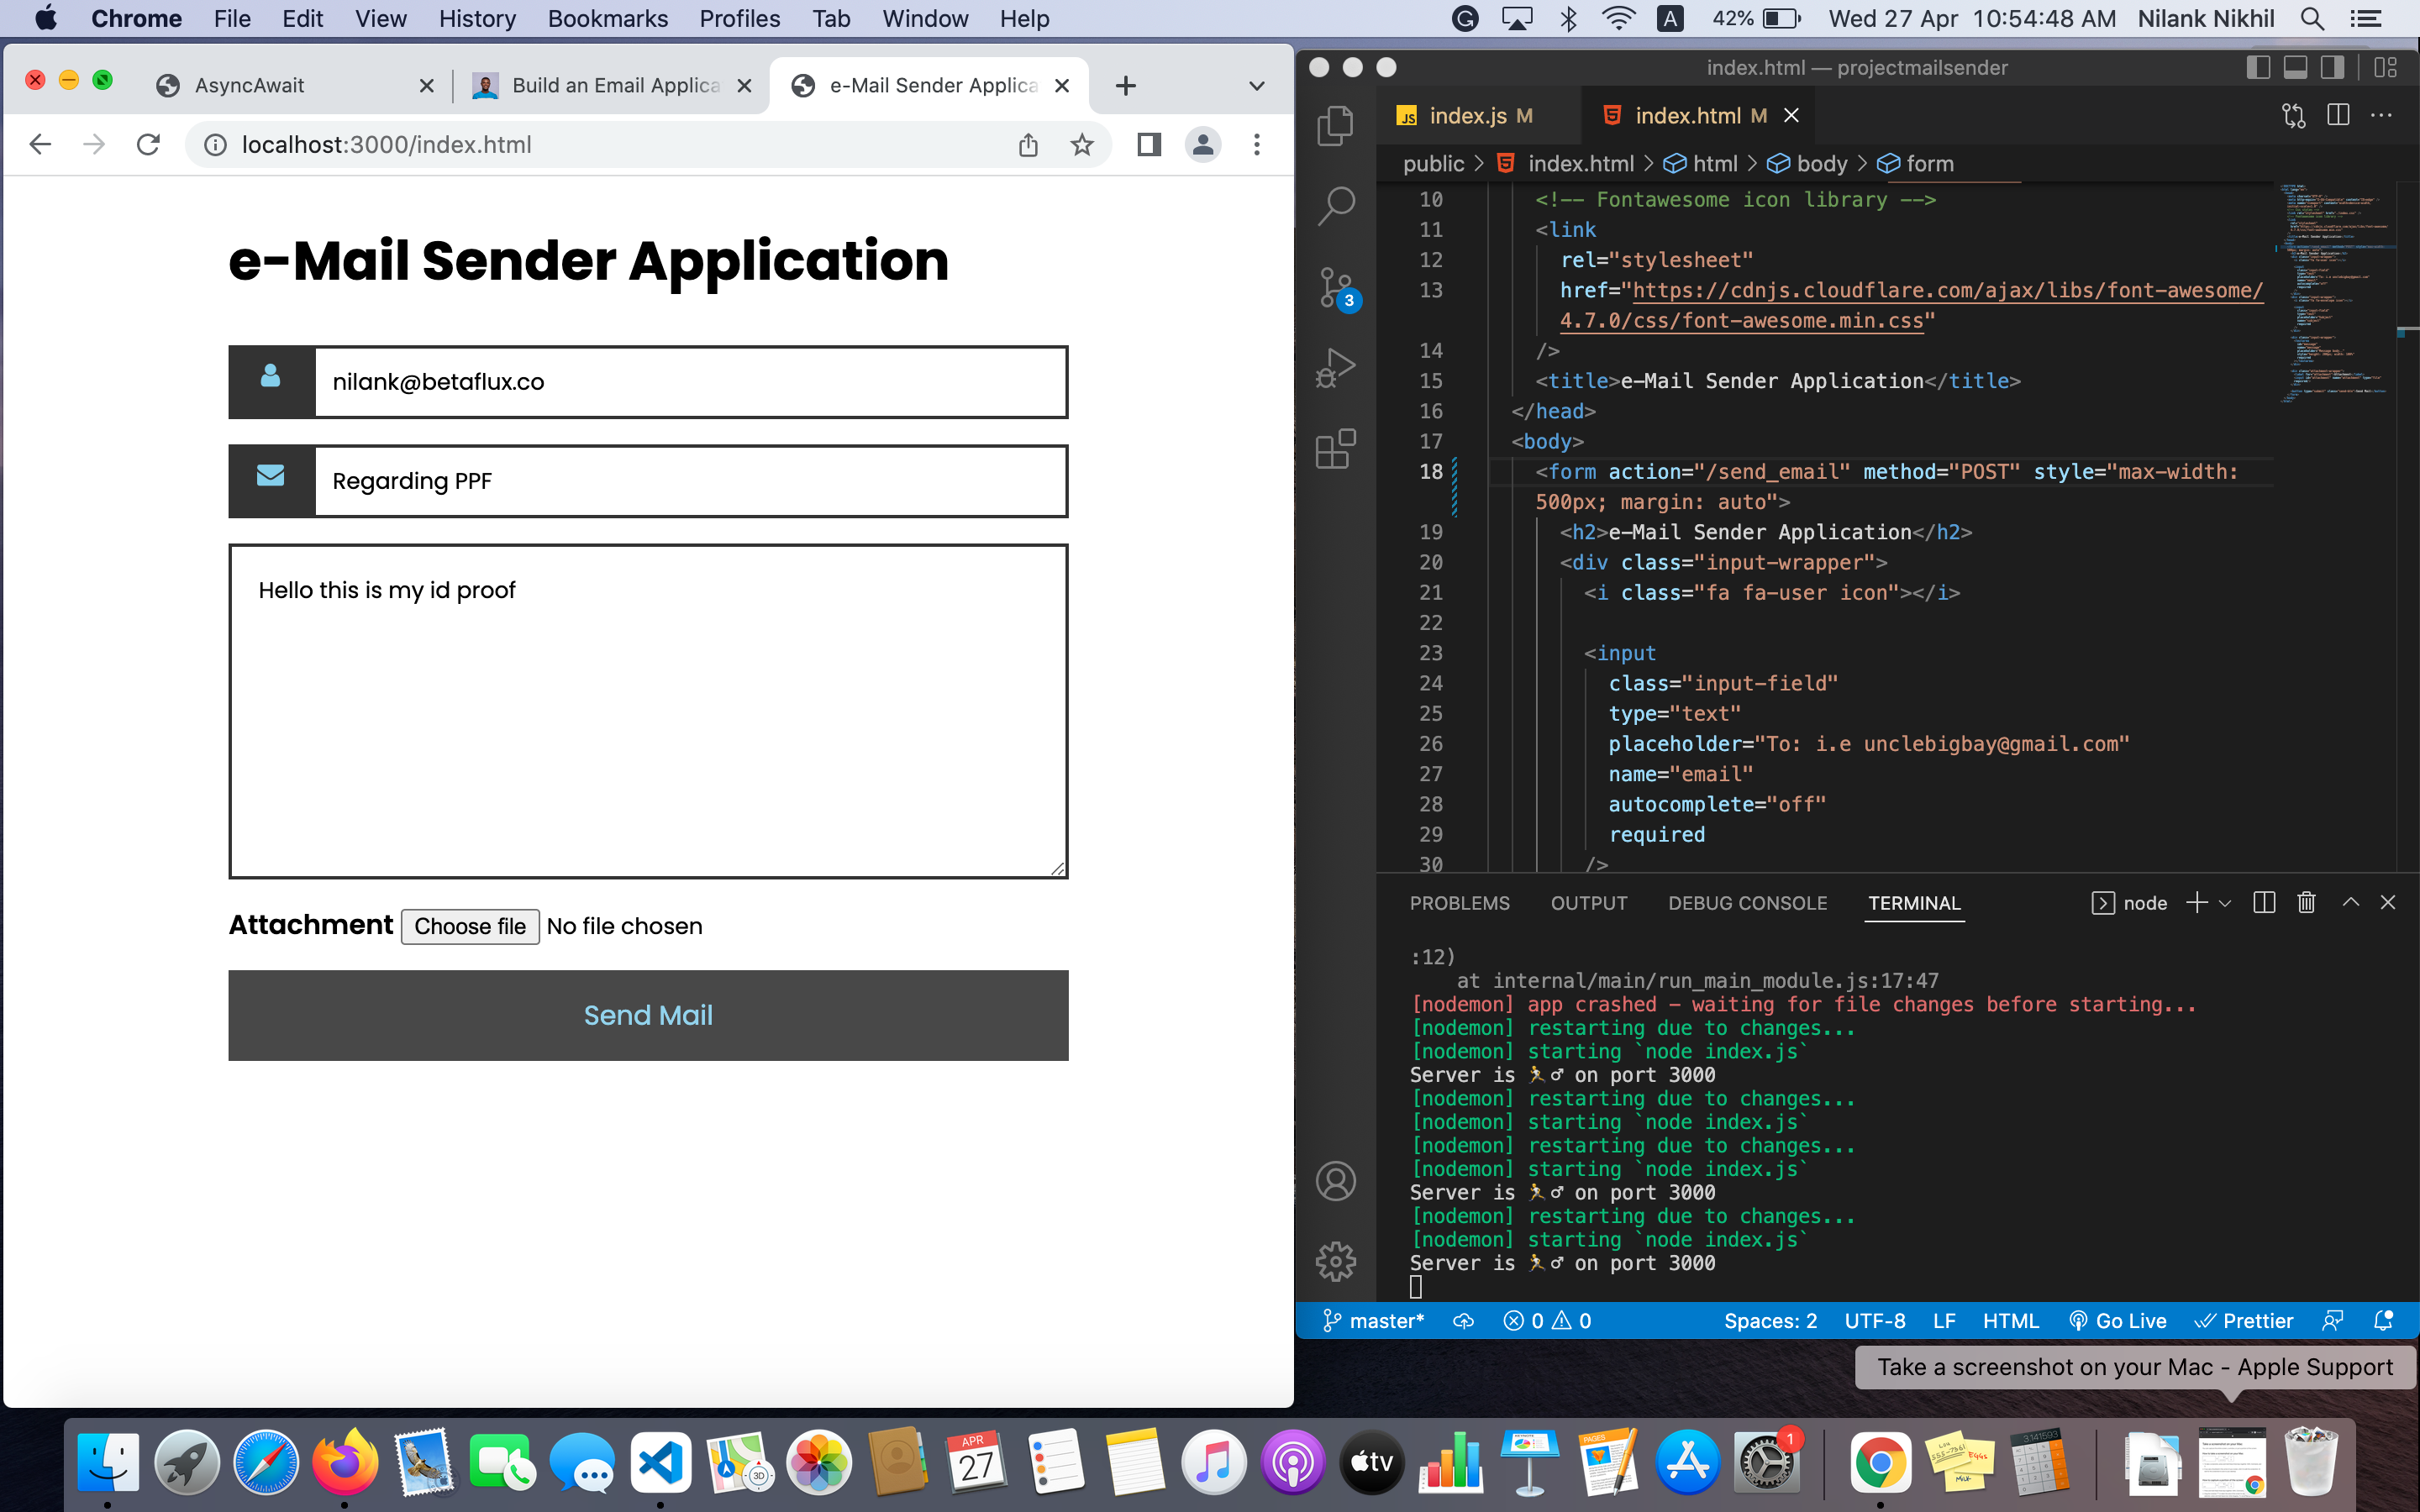 Chrome File Edit View History Bookmarks Profiles Tab Window Help
A 42% Wed 27 Apr 10:54:48 AM Nilank Nikhil
AsyncAwait
Build an Email Applica
e-Mail Sender Applica
localhost:3000/index.html
e-Mail Sender Application
nilank@betaflux.co
Regarding PPF
Hello this is my id proof
Attachment Choose file No file chosen
Send Mail
index.html — projectmailsender
JS index.js M
index.html M
public > index.html > html > body > form
3
10 <!-- Fontawesome icon library -->
11 <link
12 rel="stylesheet"
13 href="https://cdnjs.cloudflare.com/ajax/libs/font-awesome/
4.7.0/css/font-awesome.min.css"
14 />
15 <title>e-Mail Sender Application</title>
16 </head>
17 <body>
18 <form action="/send_email" method="POST" style="max-width:
500px; margin: auto">
19 <h2>e-Mail Sender Application</h2>
20 <div class="input-wrapper">
21 <i class="fa fa-user icon"></i>
22
23 <input
24 class="input-field"
25 type="text"
26 placeholder="To: i.e unclebigbay@gmail.com"
27 name="email"
28 autocomplete="off"
29 required
30 />
PROBLEMS OUTPUT DEBUG CONSOLE TERMINAL node
:12)
at internal/main/run_main_module.js:17:47
[nodemon] app crashed - waiting for file changes before starting...
[nodemon] restarting due to changes...
[nodemon] starting `node index.js`
Server is 🏃♂ on port 3000
[nodemon] restarting due to changes...
[nodemon] starting `node index.js`
[nodemon] restarting due to changes...
[nodemon] starting `node index.js`
Server is 🏃♂ on port 3000
[nodemon] restarting due to changes...
[nodemon] starting `node index.js`
Server is 🏃♂ on port 3000
master* 0 0 Spaces: 2 UTF-8 LF HTML Go Live Prettier
Take a screenshot on your Mac - Apple Support
3D
APR
27
tv
PAGES
1
555-7361
EGGS
MILK
3.141593